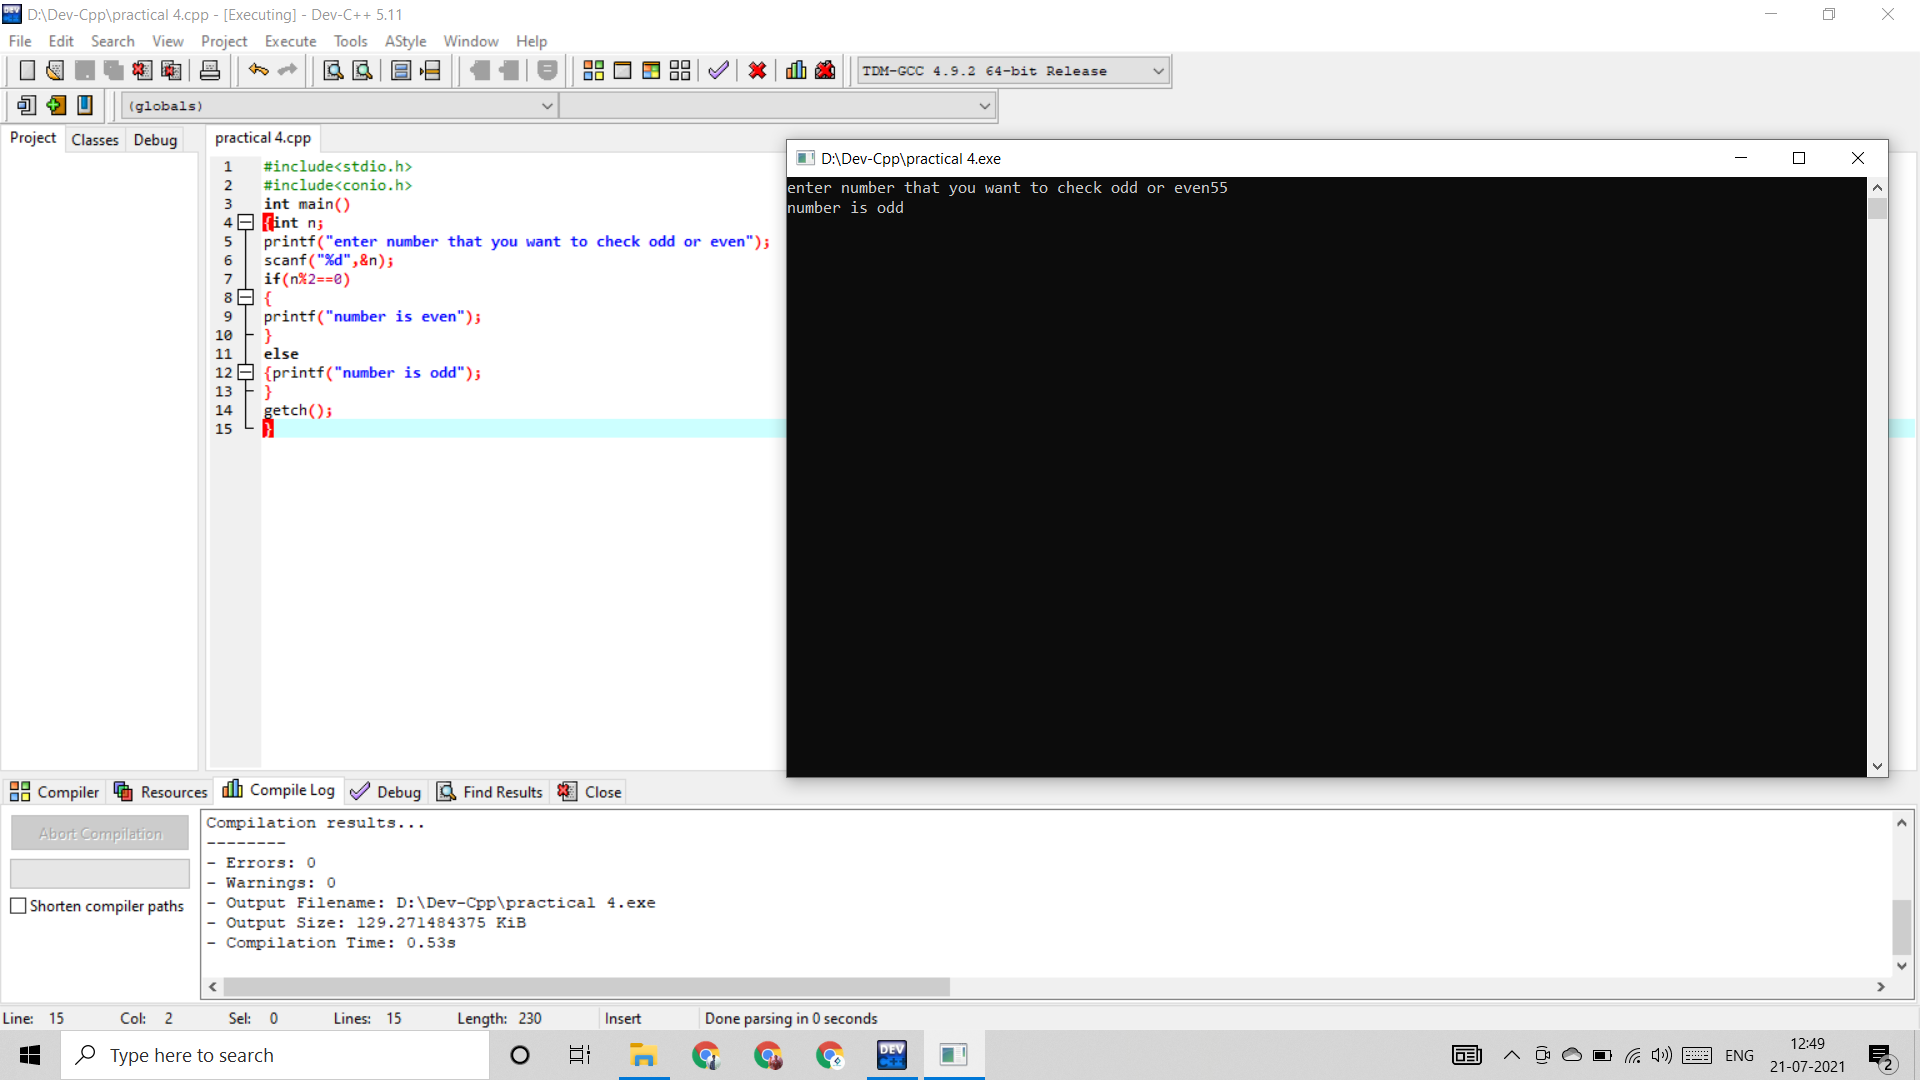 D:\Dev-Cpp\practical 4.cpp - [Executing] - Dev-C++ 5.11
File Edit Search View Project Execute Tools AStyle Window Help
TDM-GCC 4.9.2 64-bit Release
(globals)
Project Classes Debug
practical 4.cpp
1 #include<stdio.h>
2 #include<conio.h>
3 int main()
4 {int n;
5 printf("enter number that you want to check odd or even");
6 scanf("%d",&n);
7 if(n%2==0)
8 {
9 printf("number is even");
10 }
11 else
12 {printf("number is odd");
13 }
14 getch();
15 }
D:\Dev-Cpp\practical 4.exe
enter number that you want to check odd or even55
number is odd
Compiler Resources Compile Log Debug Find Results Close
Abort Compilation
Shorten compiler paths
Compilation results...
--------
- Errors: 0
- Warnings: 0
- Output Filename: D:\Dev-Cpp\practical 4.exe
- Output Size: 129.271484375 KiB
- Compilation Time: 0.53s
Line: 15 Col: 2 Sel: 0 Lines: 15 Length: 230 Insert Done parsing in 0 seconds
Type here to search
DEV C++
ENG
12:49
21-07-2021
2